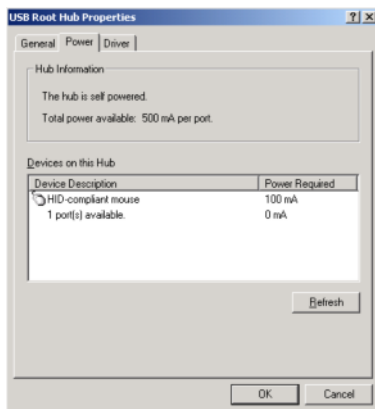 USB Root Hub Properties
General Power Driver
Hub Information
The hub is self powered.
Total power available: 500 mA per port.
Devices on this Hub
Device Description Power Required
HID-compliant mouse 100 mA
1 port(s) available. 0 mA
Refresh
OK Cancel